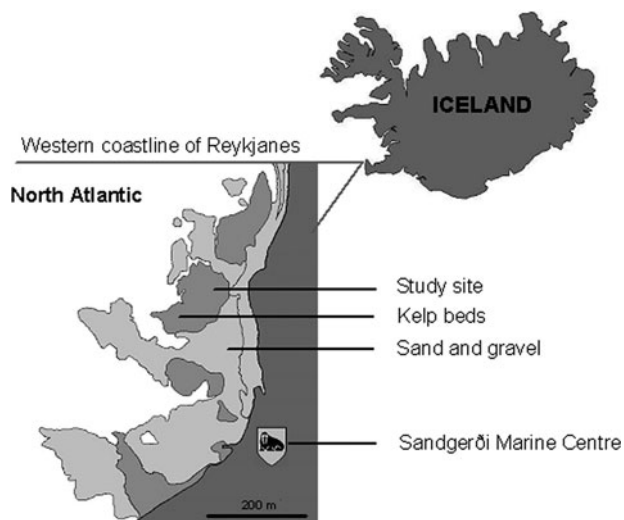 ICELAND
Western coastline of Reykjanes
North Atlantic
Study site
Kelp beds
Sand and gravel
Sandgerði Marine Centre
200 m